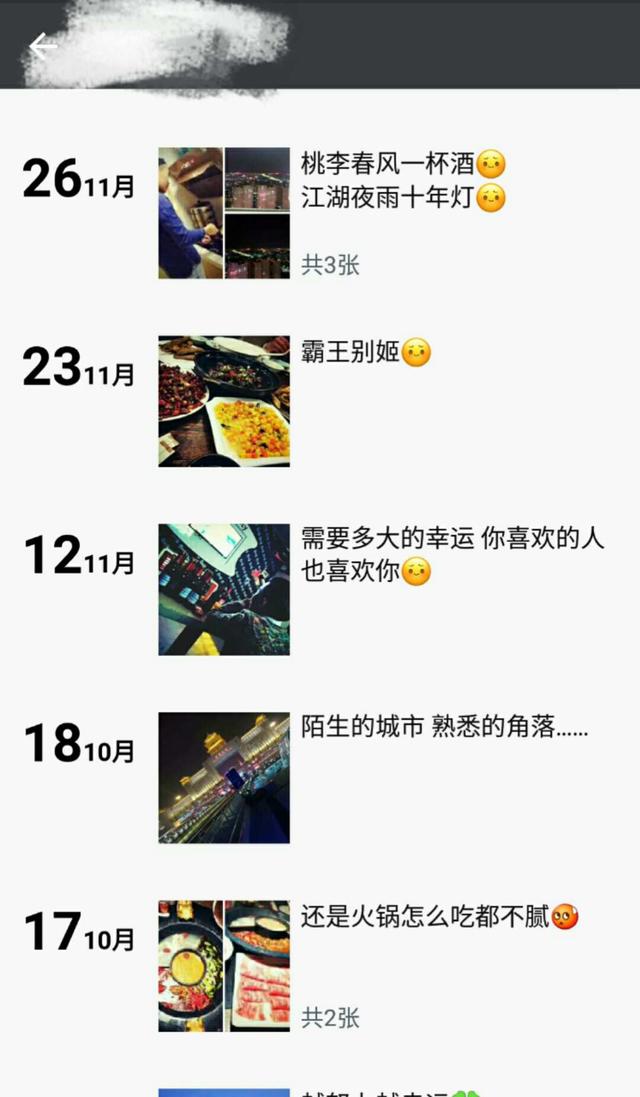 26 11月
桃李春风一杯酒
江湖夜雨十年灯
共3张
23 11月
霸王别姬
12 11月
需要多大的幸运 你喜欢的人
也喜欢你
18 10月
陌生的城市 熟悉的角落......
17 10月
还是火锅怎么吃都不腻
共2张